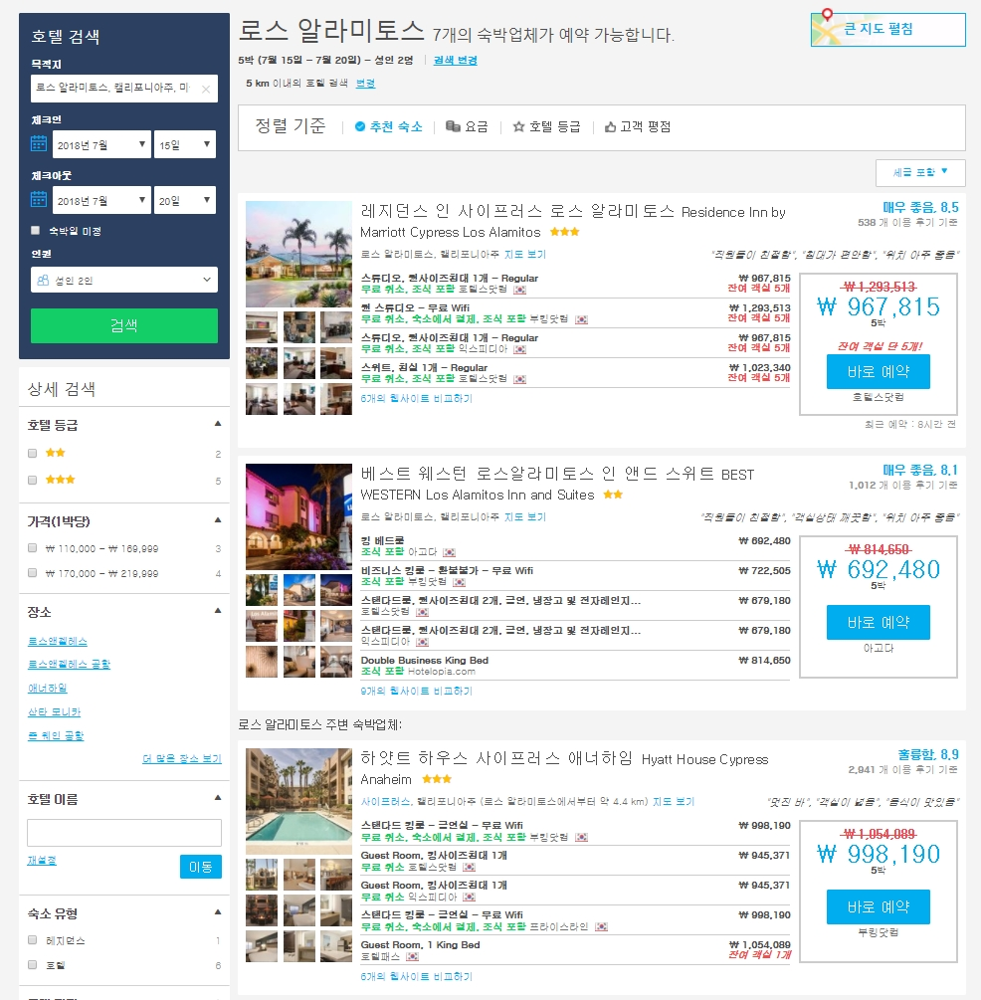 호텔 검색
목적지
로스 알라미토스, 캘리포니아주, 미
체크인
2018년 7월
15일
체크아웃
2018년 7월
20일
숙박일 미정
인원
성인 2인
검색
상세 검색
호텔 등급
2
5
가격(1박당)
₩ 110,000 – ₩ 169,999 3
₩ 170,000 – ₩ 219,999 4
장소
로스앤젤레스
로스앤젤레스 공항
애너하임
산타 모니카
존 웨인 공항
더 많은 장소 보기
호텔 이름
재설정
이동
숙소 유형
레지던스 1
호텔 6
로스 알라미토스 7개의 숙박업체가 예약 가능합니다.
5박 (7월 15일 – 7월 20일) – 성인 2명 | 검색 변경
5 km 이내의 호텔 검색 변경
큰 지도 펼침
정렬 기준 | 추천 숙소 | 요금 | 호텔 등급 | 고객 평점
세금 포함
레지던스 인 사이프러스 로스 알라미토스 Residence Inn by
Marriott Cypress Los Alamitos
로스 알라미토스, 캘리포니아주 지도 보기
매우 좋음, 8,5
538 개 이용 후기 기준
"직원들이 친절함", "침대가 편안함", "위치 아주 좋음"
스튜디오, 퀸사이즈침대 1개 – Regular ₩ 967,815
무료 취소, 조식 포함 호텔스닷컴 잔여 객실 5개
퀸 스튜디오 – 무료 Wifi ₩ 1,293,513
무료 취소, 숙소에서 결제, 조식 포함 부킹닷컴 잔여 객실 5개
스튜디오, 퀸사이즈침대 1개 – Regular ₩ 967,815
무료 취소, 조식 포함 익스피디아 잔여 객실 5개
스위트, 침실 1개 – Regular ₩ 1,023,340
무료 취소, 조식 포함 호텔스닷컴 잔여 객실 5개
6개의 웹사이트 비교하기
₩ 1,293,513
₩ 967,815
5박
잔여 객실 단 5개!
바로 예약
호텔스닷컴
최근 예약 : 8시간 전
베스트 웨스턴 로스알라미토스 인 앤드 스위트 BEST
WESTERN Los Alamitos Inn and Suites
로스 알라미토스, 캘리포니아주 지도 보기
매우 좋음, 8,1
1,012 개 이용 후기 기준
"직원들이 친절함", "객실상태 깨끗함", "위치 아주 좋음"
킹 베드룸 ₩ 692,480
조식 포함 아고다
비즈니스 킹룸 – 환불불가 – 무료 Wifi ₩ 722,505
조식 포함 부킹닷컴
스탠다드룸, 퀸사이즈침대 2개, 금연, 냉장고 및 전자레인지... ₩ 679,180
호텔스닷컴
스탠다드룸, 퀸사이즈침대 2개, 금연, 냉장고 및 전자레인지... ₩ 679,180
익스피디아
Double Business King Bed ₩ 814,650
조식 포함 Hotelopia.com
9개의 웹사이트 비교하기
₩ 814,650
₩ 692,480
5박
바로 예약
아고다
로스 알라미토스 주변 숙박업체:
하얏트 하우스 사이프러스 애너하임 Hyatt House Cypress
Anaheim
사이프러스, 캘리포니아주 (로스 알라미토스에서부터 약 4.4 km) 지도 보기
훌륭함, 8,9
2,941 개 이용 후기 기준
"멋진 바", "객실이 넓음", "음식이 맛있음"
스탠다드 킹룸 – 금연실 – 무료 Wifi ₩ 998,190
무료 취소, 숙소에서 결제, 조식 포함 부킹닷컴
Guest Room, 킹사이즈침대 1개 ₩ 945,371
무료 취소 호텔스닷컴
Guest Room, 킹사이즈침대 1개 ₩ 945,371
무료 취소 익스피디아
스탠다드 킹룸 – 금연실 – 무료 Wifi ₩ 998,190
무료 취소, 숙소에서 결제, 조식 포함 프라이스라인
Guest Room, 1 King Bed ₩ 1,054,089
호텔패스 잔여 객실 1개
6개의 웹사이트 비교하기
₩ 1,054,089
₩ 998,190
5박
바로 예약
부킹닷컴